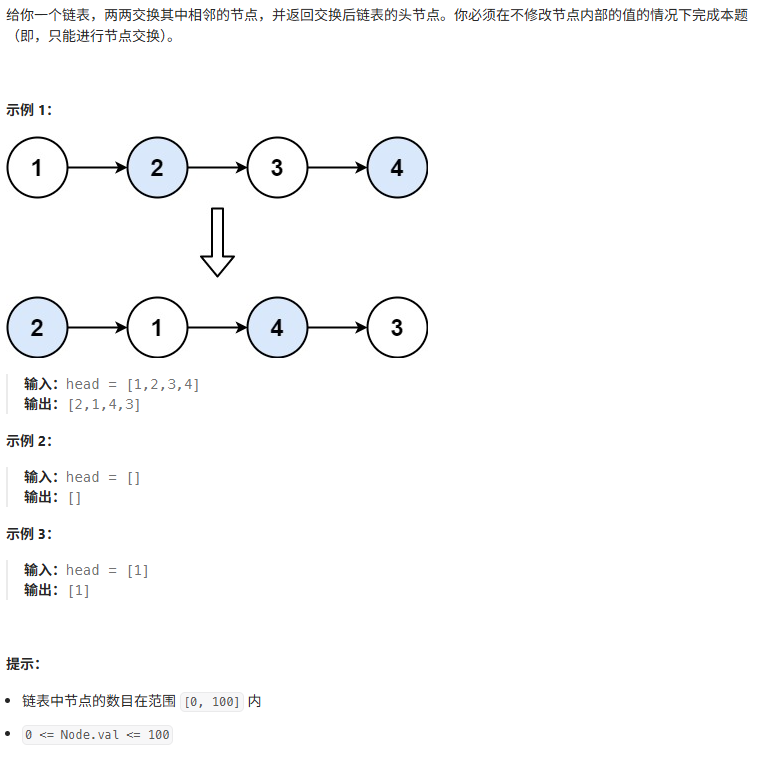 给你一个链表，两两交换其中相邻的节点，并返回交换后链表的头节点。你必须在不修改节点内部的值的情况下完成本题
（即，只能进行节点交换）。
示例 1：
1 2 3 4
2 1 4 3
输入：head = [1,2,3,4]
输出：[2,1,4,3]
示例 2：
输入：head = []
输出：[]
示例 3：
输入：head = [1]
输出：[1]
提示：
链表中节点的数目在范围 [0, 100] 内
0 <= Node.val <= 100